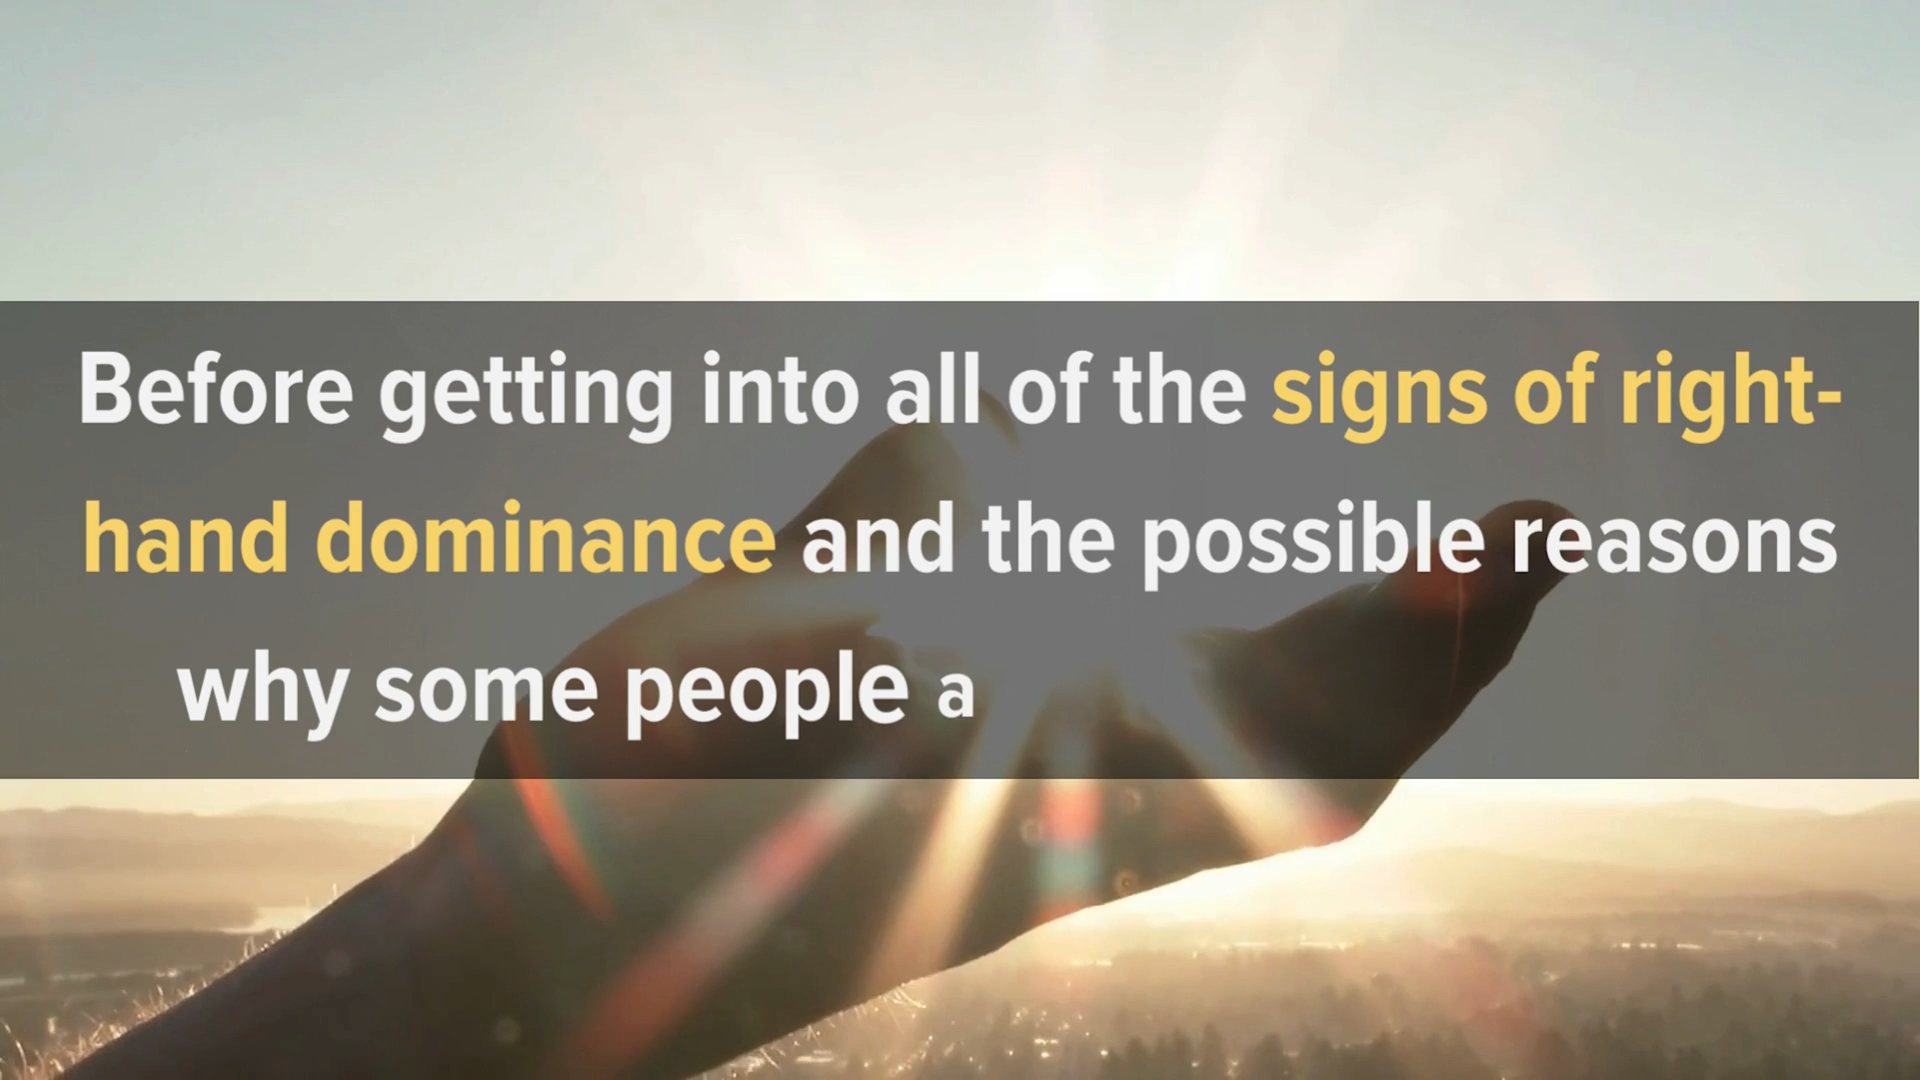 Before getting into all of the signs of right-
hand dominance and the possible reasons
why some people a